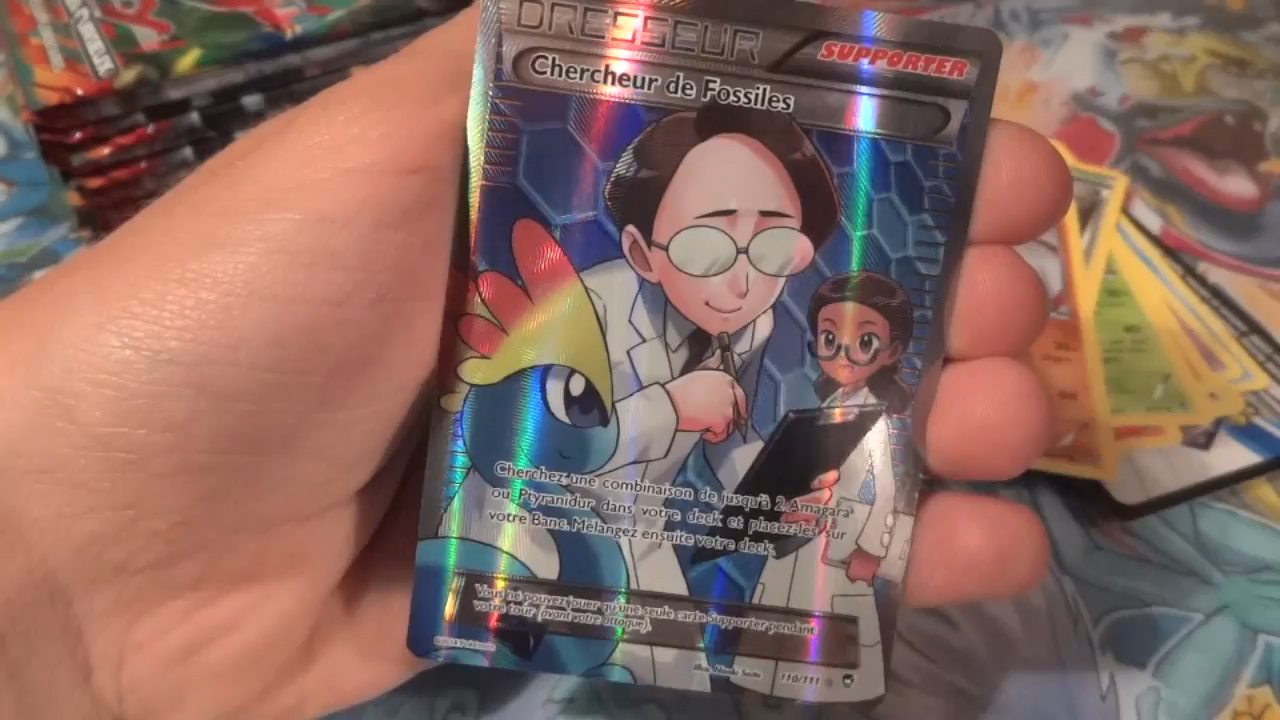 DRESSEUR
SUPPORTER
Chercheur de Fossiles
Cherchez une combinaison de jusqu'à 2 Amagara
ou Ptyranidur dans votre deck et placez-les sur
votre Banc. Mélangez ensuite votre deck.
Vous ne pouvez jouer qu'une seule carte Supporter pendant
votre tour (avant votre attaque).
110/111